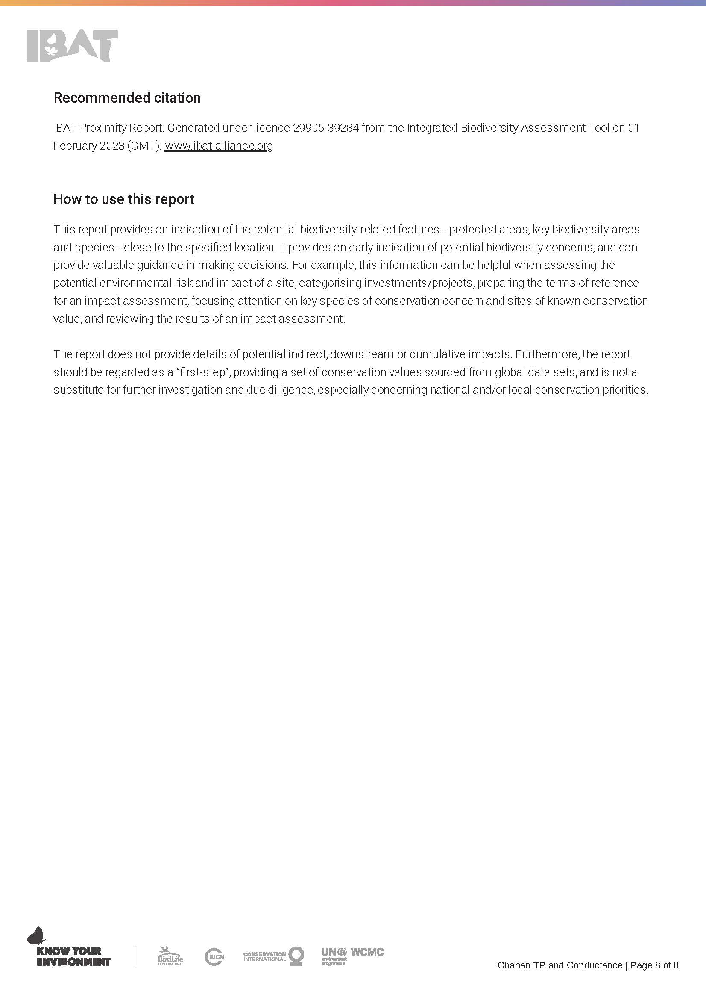 IBAT
Recommended citation
IBAT Proximity Report. Generated under licence 29905-39284 from the Integrated Biodiversity Assessment Tool on 01
February 2023 (GMT). www.ibat-alliance.org
How to use this report
This report provides an indication of the potential biodiversity-related features - protected areas, key biodiversity areas
and species - close to the specified location. It provides an early indication of potential biodiversity concerns, and can
provide valuable guidance in making decisions. For example, this information can be helpful when assessing the
potential environmental risk and impact of a site, categorising investments/projects, preparing the terms of reference
for an impact assessment, focusing attention on key species of conservation concern and sites of known conservation
value, and reviewing the results of an impact assessment.
The report does not provide details of potential indirect, downstream or cumulative impacts. Furthermore, the report
should be regarded as a “first-step”, providing a set of conservation values sourced from global data sets, and is not a
substitute for further investigation and due diligence, especially concerning national and/or local conservation priorities.
KNOW YOUR
ENVIRONMENT
BirdLife
INTERNATIONAL
IUCN
CONSERVATION
INTERNATIONAL
UN WCMC
environment
programme
Chahan TP and Conductance | Page 8 of 8